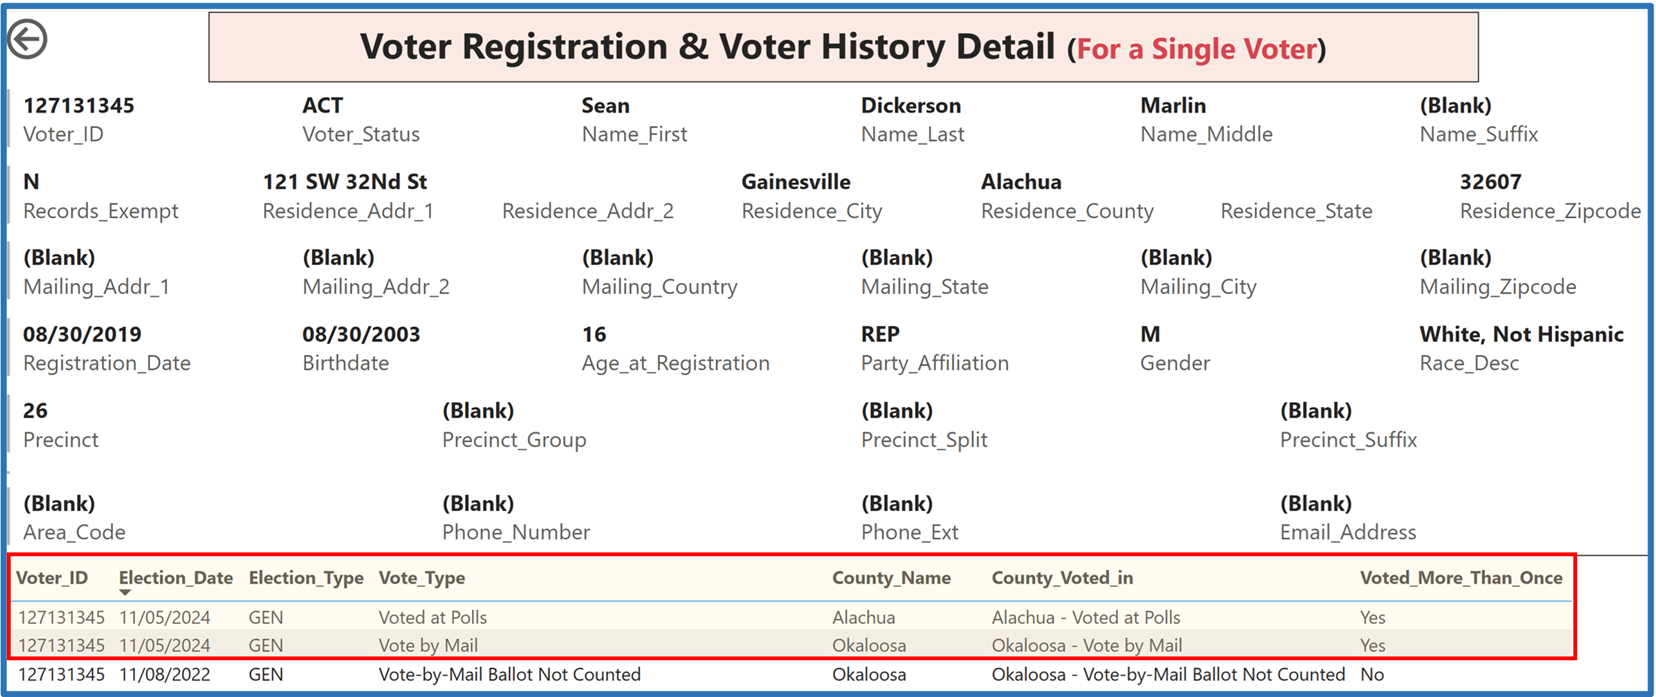 Voter Registration & Voter History Detail (For a Single Voter)
127131345 ACT Sean Dickerson Marlin (Blank)
Voter_ID Voter_Status Name_First Name_Last Name_Middle Name_Suffix
N 121 SW 32Nd St Gainesville Alachua 32607
Records_Exempt Residence_Addr_1 Residence_Addr_2 Residence_City Residence_County Residence_State Residence_Zipcode
(Blank) (Blank) (Blank) (Blank) (Blank) (Blank)
Mailing_Addr_1 Mailing_Addr_2 Mailing_Country Mailing_State Mailing_City Mailing_Zipcode
08/30/2019 08/30/2003 16 REP M White, Not Hispanic
Registration_Date Birthdate Age_at_Registration Party_Affiliation Gender Race_Desc
26 (Blank) (Blank) (Blank)
Precinct Precinct_Group Precinct_Split Precinct_Suffix
(Blank) (Blank) (Blank) (Blank)
Area_Code Phone_Number Phone_Ext Email_Address
Voter_ID Election_Date Election_Type Vote_Type County_Name County_Voted_in Voted_More_Than_Once
127131345 11/05/2024 GEN Voted at Polls Alachua Alachua - Voted at Polls Yes
127131345 11/05/2024 GEN Vote by Mail Okaloosa Okaloosa - Vote by Mail Yes
127131345 11/08/2022 GEN Vote-by-Mail Ballot Not Counted Okaloosa Okaloosa - Vote-by-Mail Ballot Not Counted No